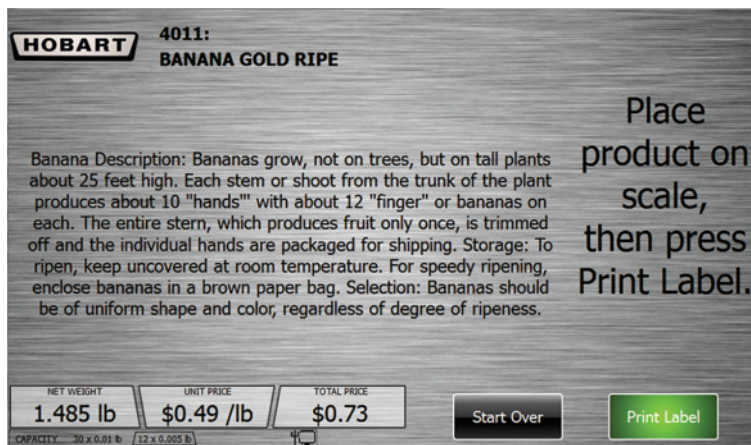 HOBART
4011:
BANANA GOLD RIPE
Place
product on
scale,
then press
Print Label.
Banana Description: Bananas grow, not on trees, but on tall plants
about 25 feet high. Each stem or shoot from the trunk of the plant
produces about 10 "hands"' with about 12 "finger" or bananas on
each. The entire stern, which produces fruit only once, is trimmed
off and the individual hands are packaged for shipping. Storage: To
ripen, keep uncovered at room temperature. For speedy ripening,
enclose bananas in a brown paper bag. Selection: Bananas should
be of uniform shape and color, regardless of degree of ripeness.
NET WEIGHT
1.485 lb
UNIT PRICE
$0.49 /lb
TOTAL PRICE
$0.73
Start Over
Print Label
CAPACITY 30 x 0.01 lb 12 x 0.005 lb